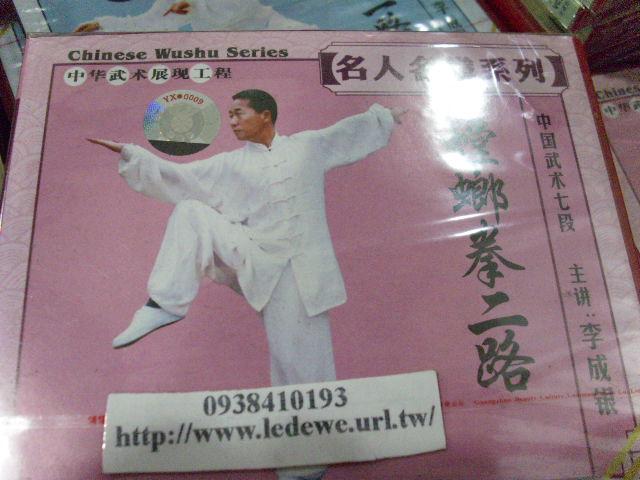 Chinese Wushu Series
中华武术展现工程
YX●0009
【名人名 系列】
中国武术七段
主讲:李成银
螳螂拳二路
0938410193
http://www.ledewe.url.tw/